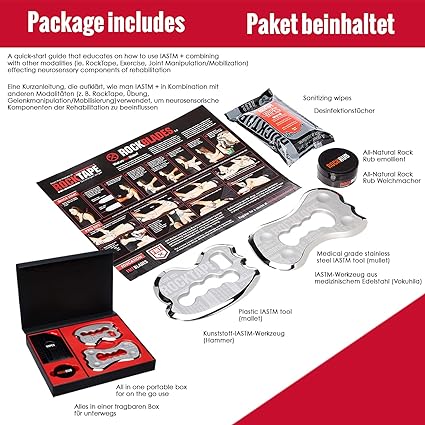 Package includes
Paket beinhaltet
A quick-start guide that educates on how to use IASTM + combining
with other modalities (ie. RockTape, Exercise, Joint Manipulation/Mobilization)
effecting neurosensory components of rehabilitation
Eine Kurzanleitung, die aufklärt, wie man IASTM + in Kombination mit
anderen Modalitäten (z. B. RockTape, Übung,
Gelenkmanipulation/Mobilisierung)verwendet, um neurosensorische
Komponenten der Rehabilitation zu beeinflussen
Sanitizing wipes
Desinfektionstücher
ROCKTAPE
ROCKBLADES
All-Natural Rock
Rub emollient
All-Natural Rock
Rub Weichmacher
Medical grade stainless
steel IASTM tool (mullet)
IASTM-Werkzeug aus
medizinischem Edelstahl (Vokuhila)
ROCKTAPE
Plastic IASTM tool
(mallet)
Kunststoff-IASTM-Werkzeug
(Hammer)
All in one portable box
for on the go use
Alles in einer tragbaren Box
für unterwegs